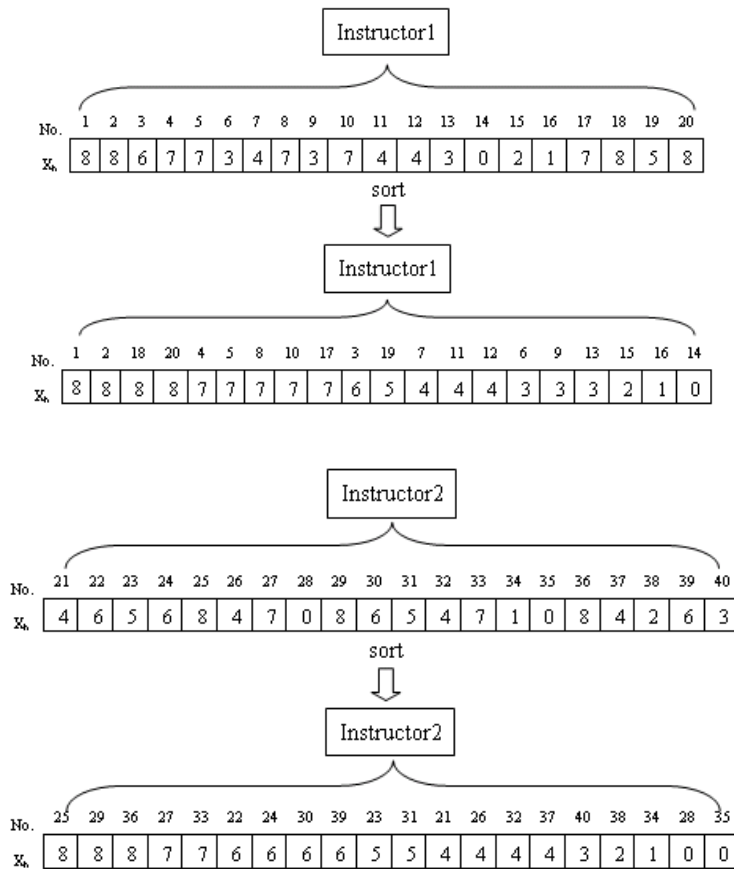 Instructor1
No. 1 2 3 4 5 6 7 8 9 10 11 12 13 14 15 16 17 18 19 20
Xh 8 8 6 7 7 3 4 7 3 7 4 4 3 0 2 1 7 8 5 8
sort
Instructor1
No. 1 2 18 20 4 5 8 10 17 3 19 7 11 12 6 9 13 15 16 14
Xh 8 8 8 8 7 7 7 7 7 6 5 4 4 4 3 3 3 2 1 0
Instructor2
No. 21 22 23 24 25 26 27 28 29 30 31 32 33 34 35 36 37 38 39 40
Xh 4 6 5 6 8 4 7 0 8 6 5 4 7 1 0 8 4 2 6 3
sort
Instructor2
No. 25 29 36 27 33 22 24 30 39 23 31 21 26 32 37 40 38 34 28 35
Xh 8 8 8 7 7 6 6 6 6 5 5 4 4 4 4 3 2 1 0 0